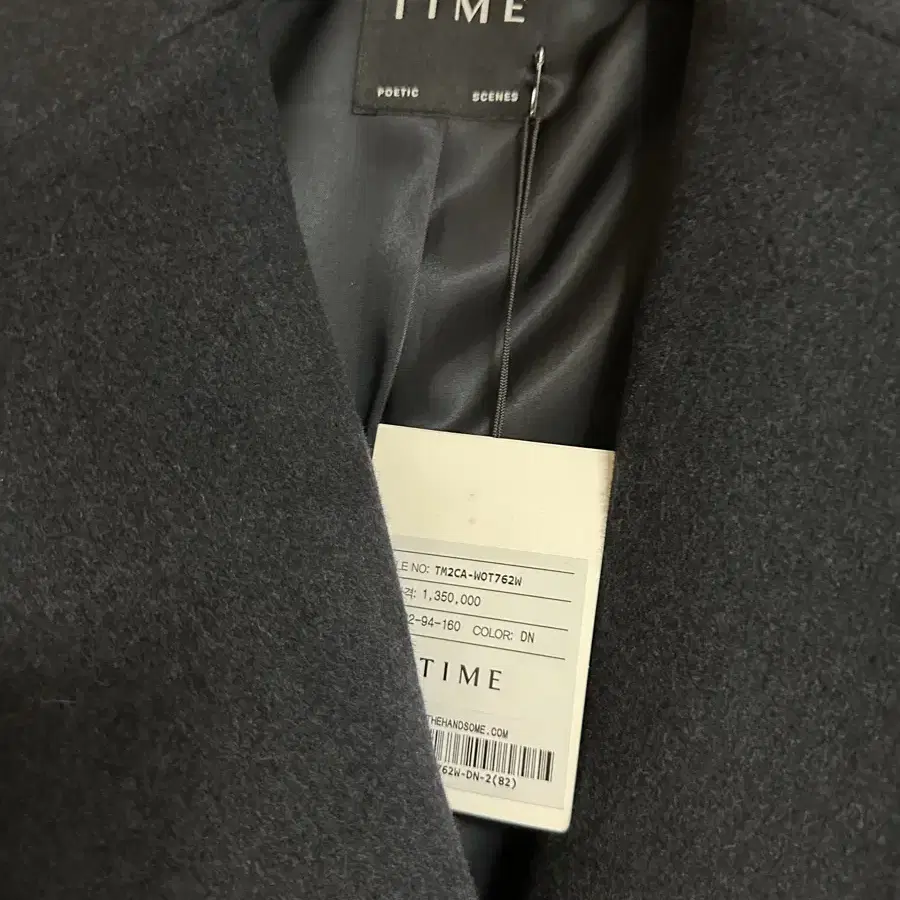 TIME
POETIC SCENES
LE NO: TM2CA-WOT762W
격: 1,350,000
2-94-160 COLOR: DN
TIME
THEHANDSOME.COM
762W-DN-2(82)